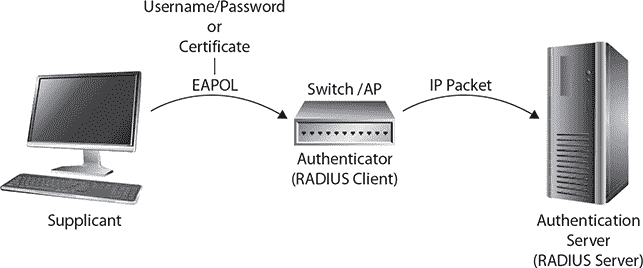 Username/Password
or
Certificate
EAPOL
Switch /AP
IP Packet
Authenticator
(RADIUS Client)
Supplicant
Authentication
Server
(RADIUS Server)